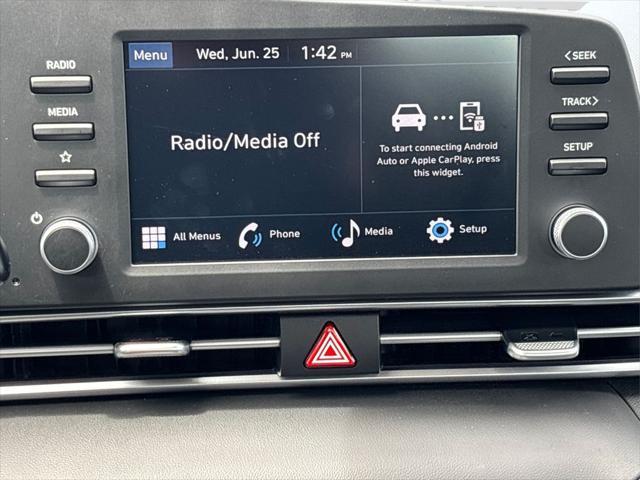 Menu Wed, Jun. 25 1:42 PM
RADIO
MEDIA
Radio/Media Off
To start connecting Android
Auto or Apple CarPlay, press
this widget.
All Menus Phone Media Setup
<SEEK
TRACK>
SETUP